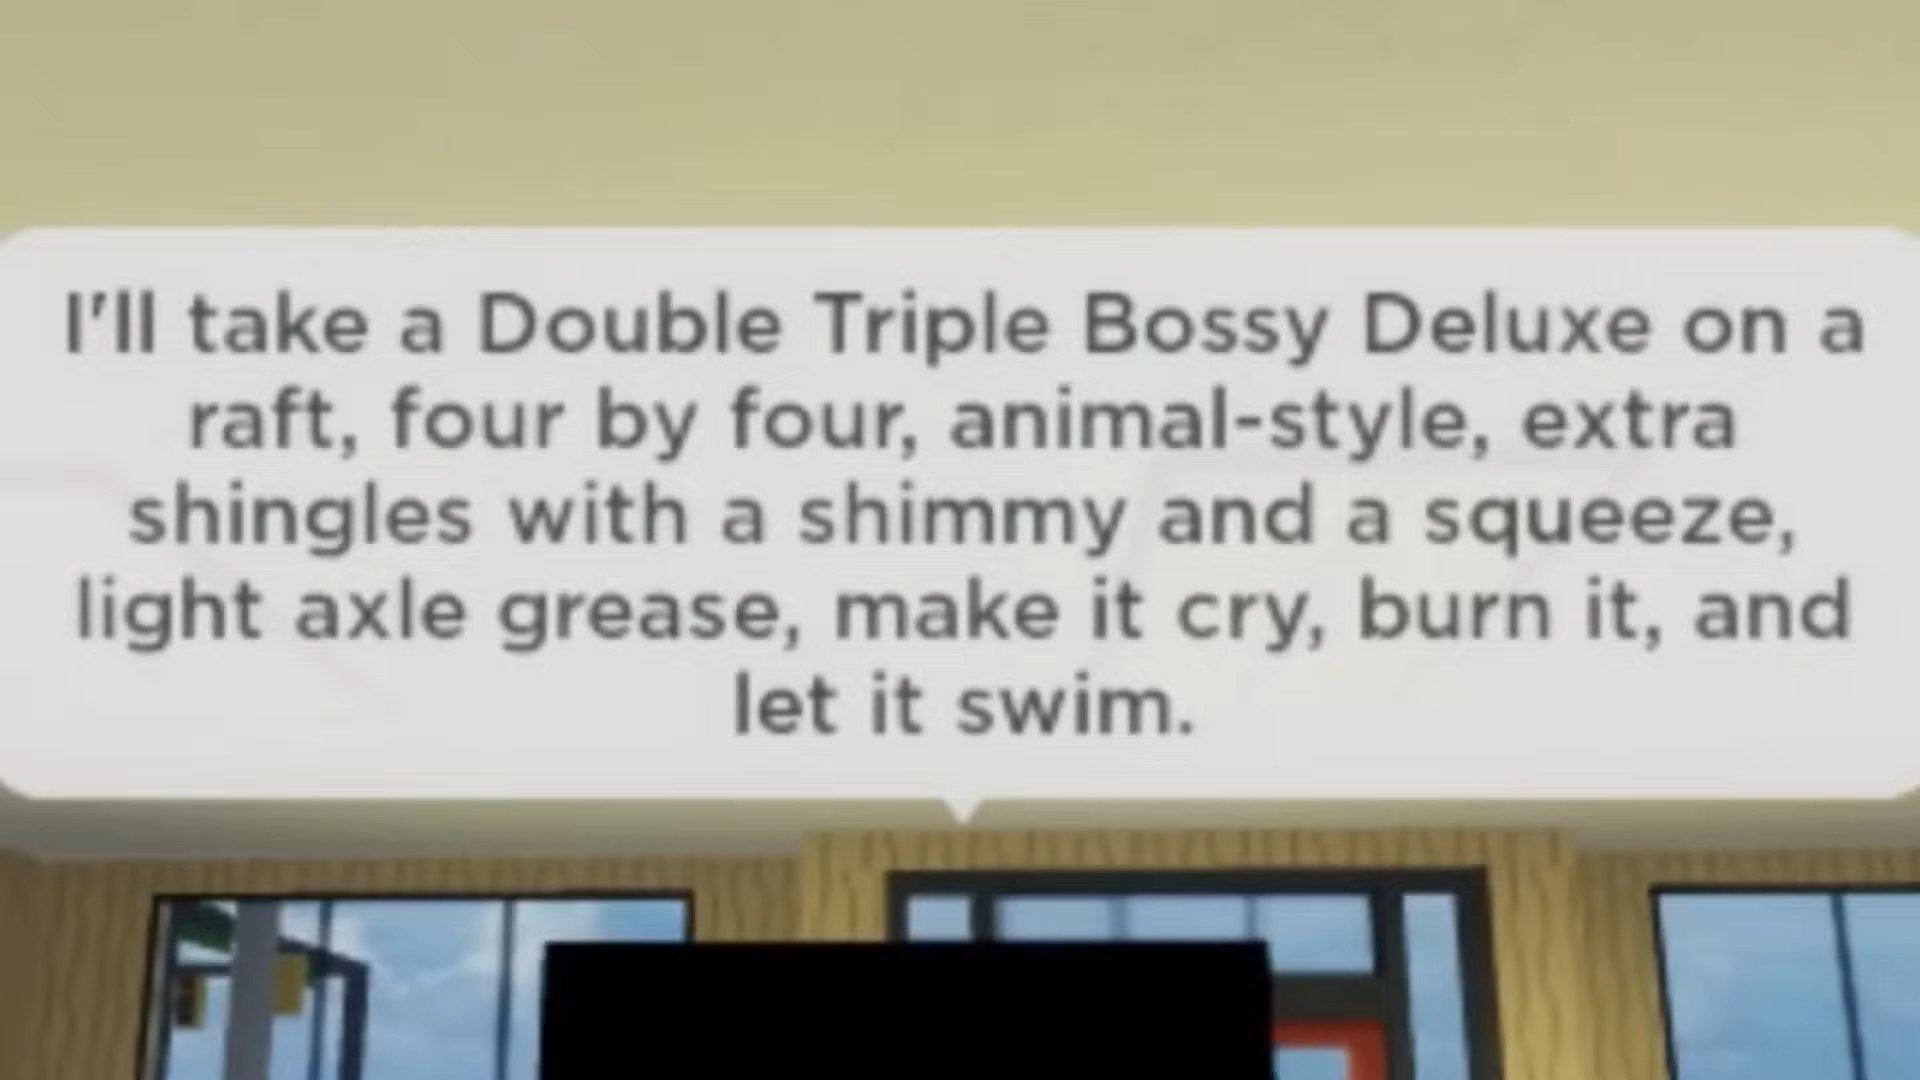 I'll take a Double Triple Bossy Deluxe on a
raft, four by four, animal-style, extra
shingles with a shimmy and a squeeze,
light axle grease, make it cry, burn it, and
let it swim.